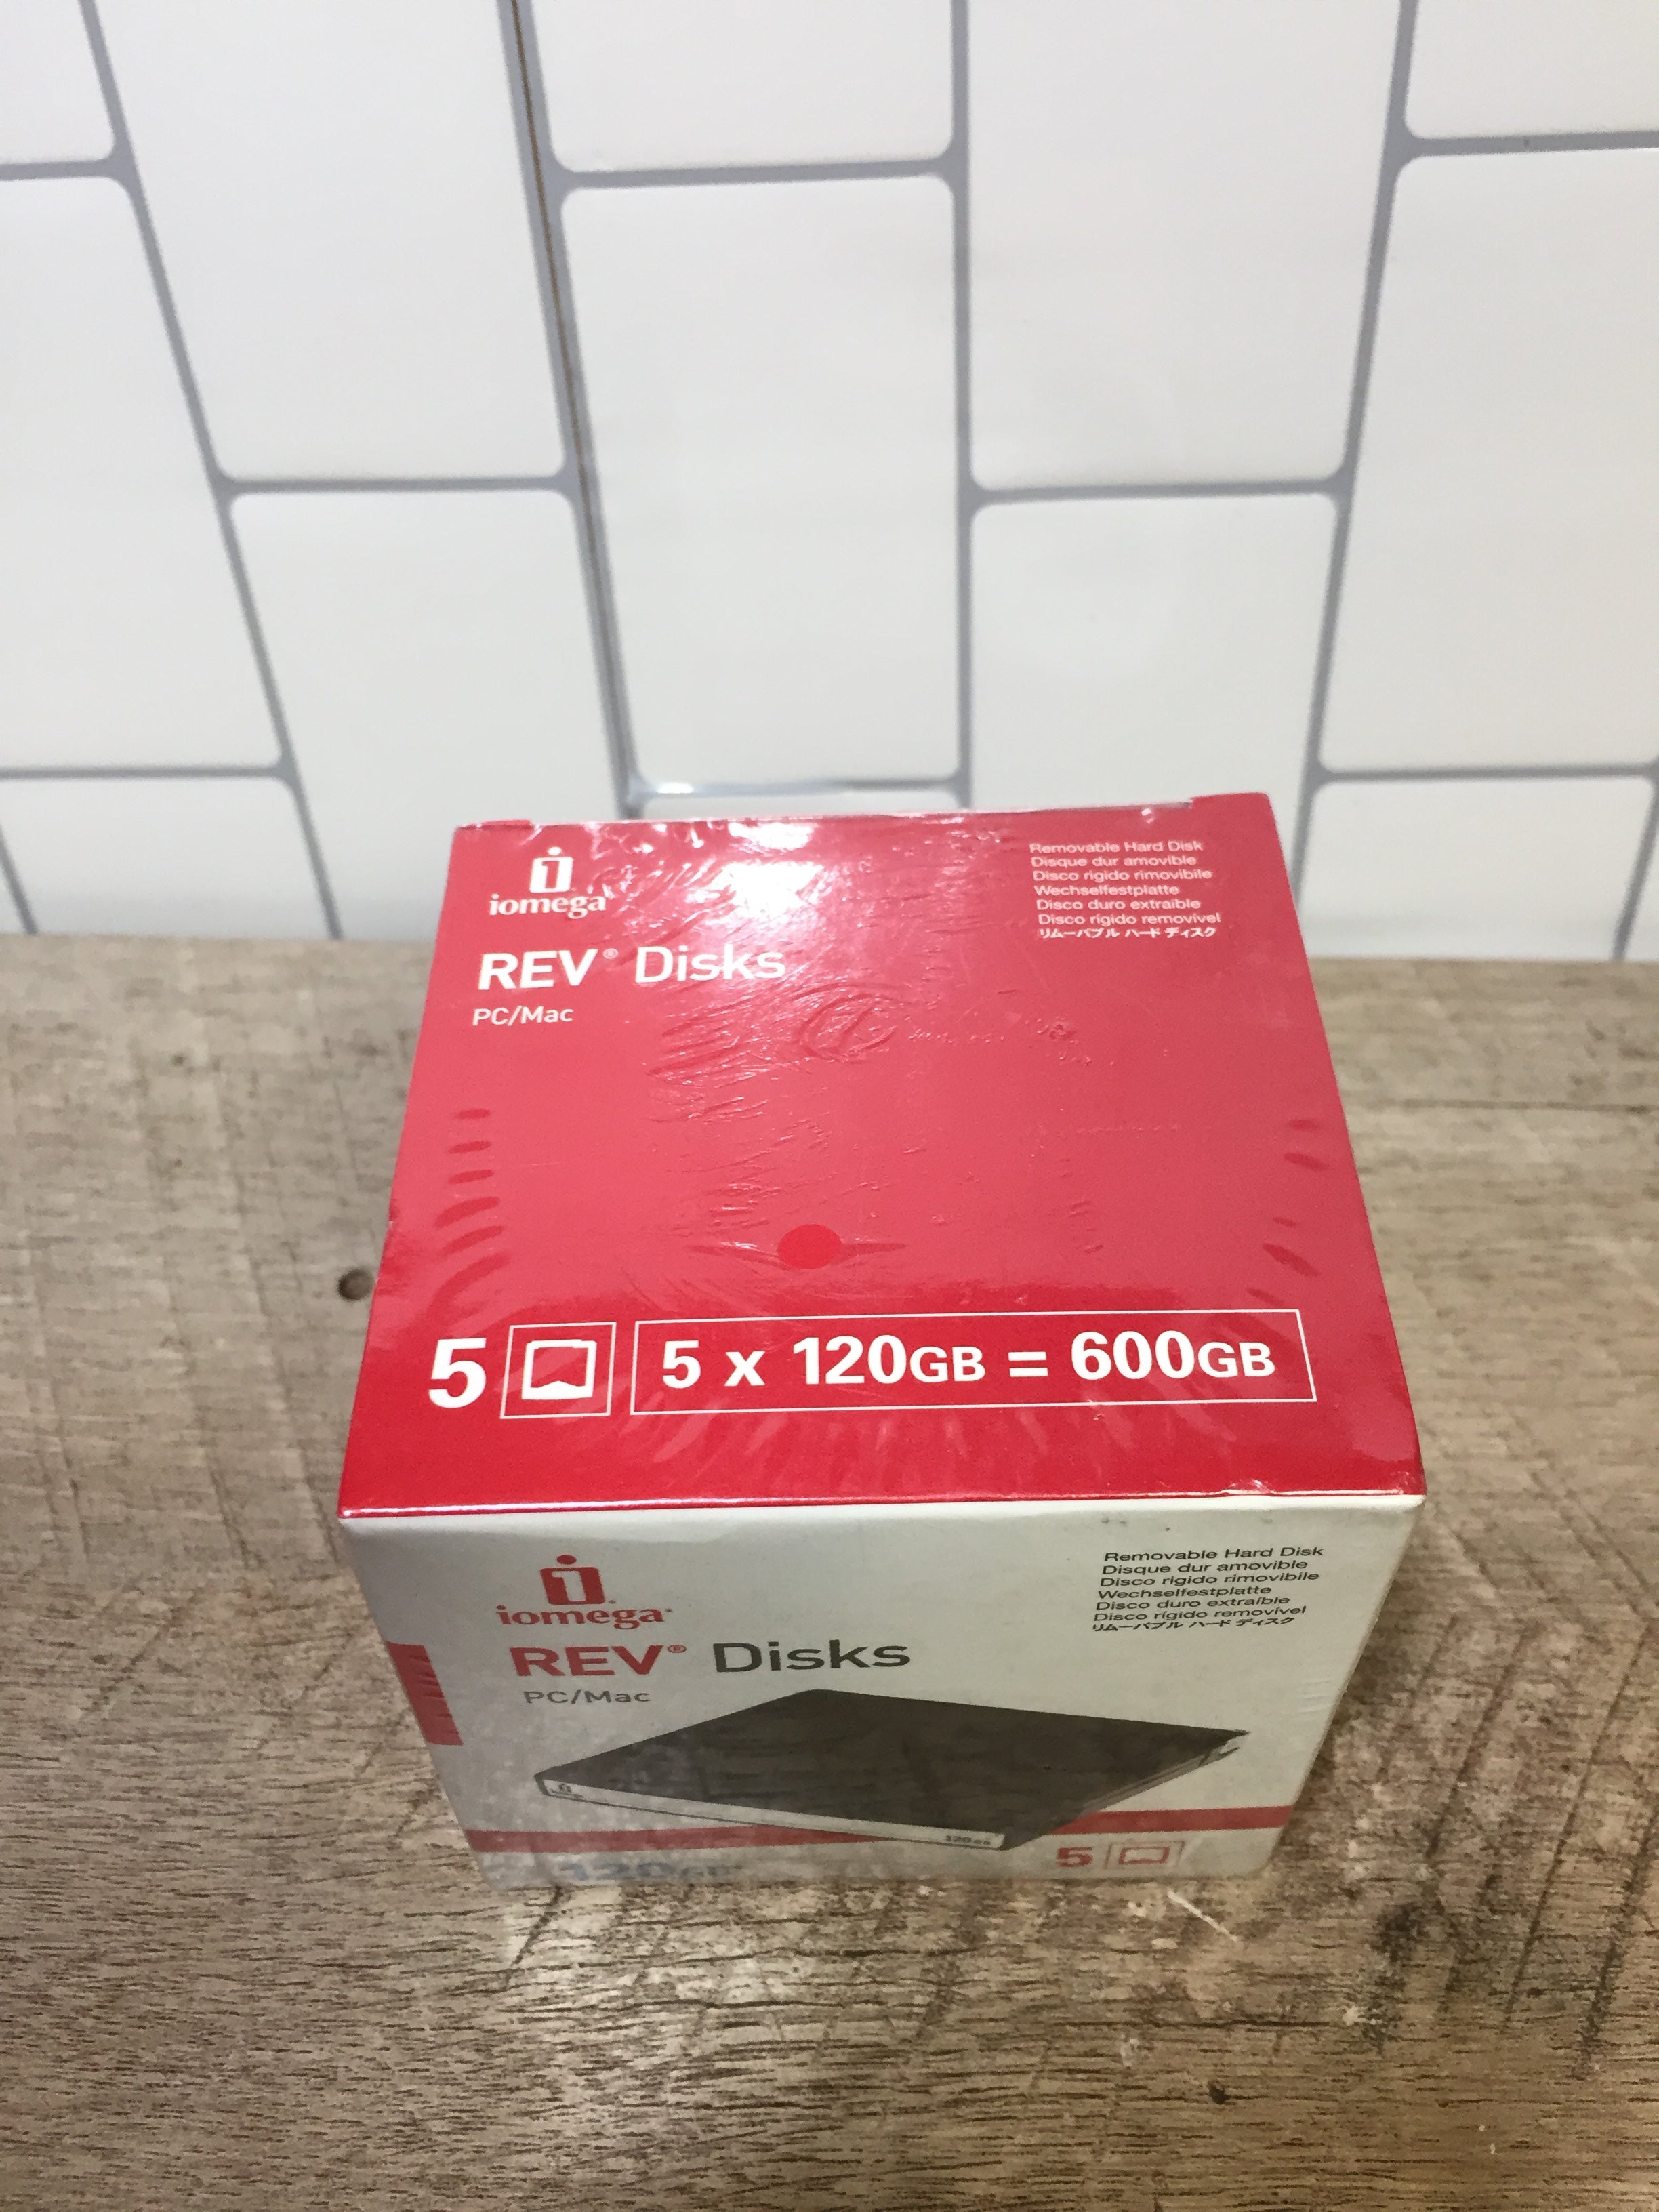 iomega
REV® Disks
PC/Mac
Removable Hard Disk
Disque dur amovible
Disco rigido rimovibile
Wechselfestplatte
Disco duro extraíble
Disco rígido removível
リムーバブル ハード ディスク
5
5 x 120GB = 600GB
iomega
REV® Disks
PC/Mac
Removable Hard Disk
Disque dur amovible
Disco rigido rimovibile
Wechselfestplatte
Disco duro extraíble
Disco rígido removível
リムーバブル ハード ディスク
120GB
5
120GB